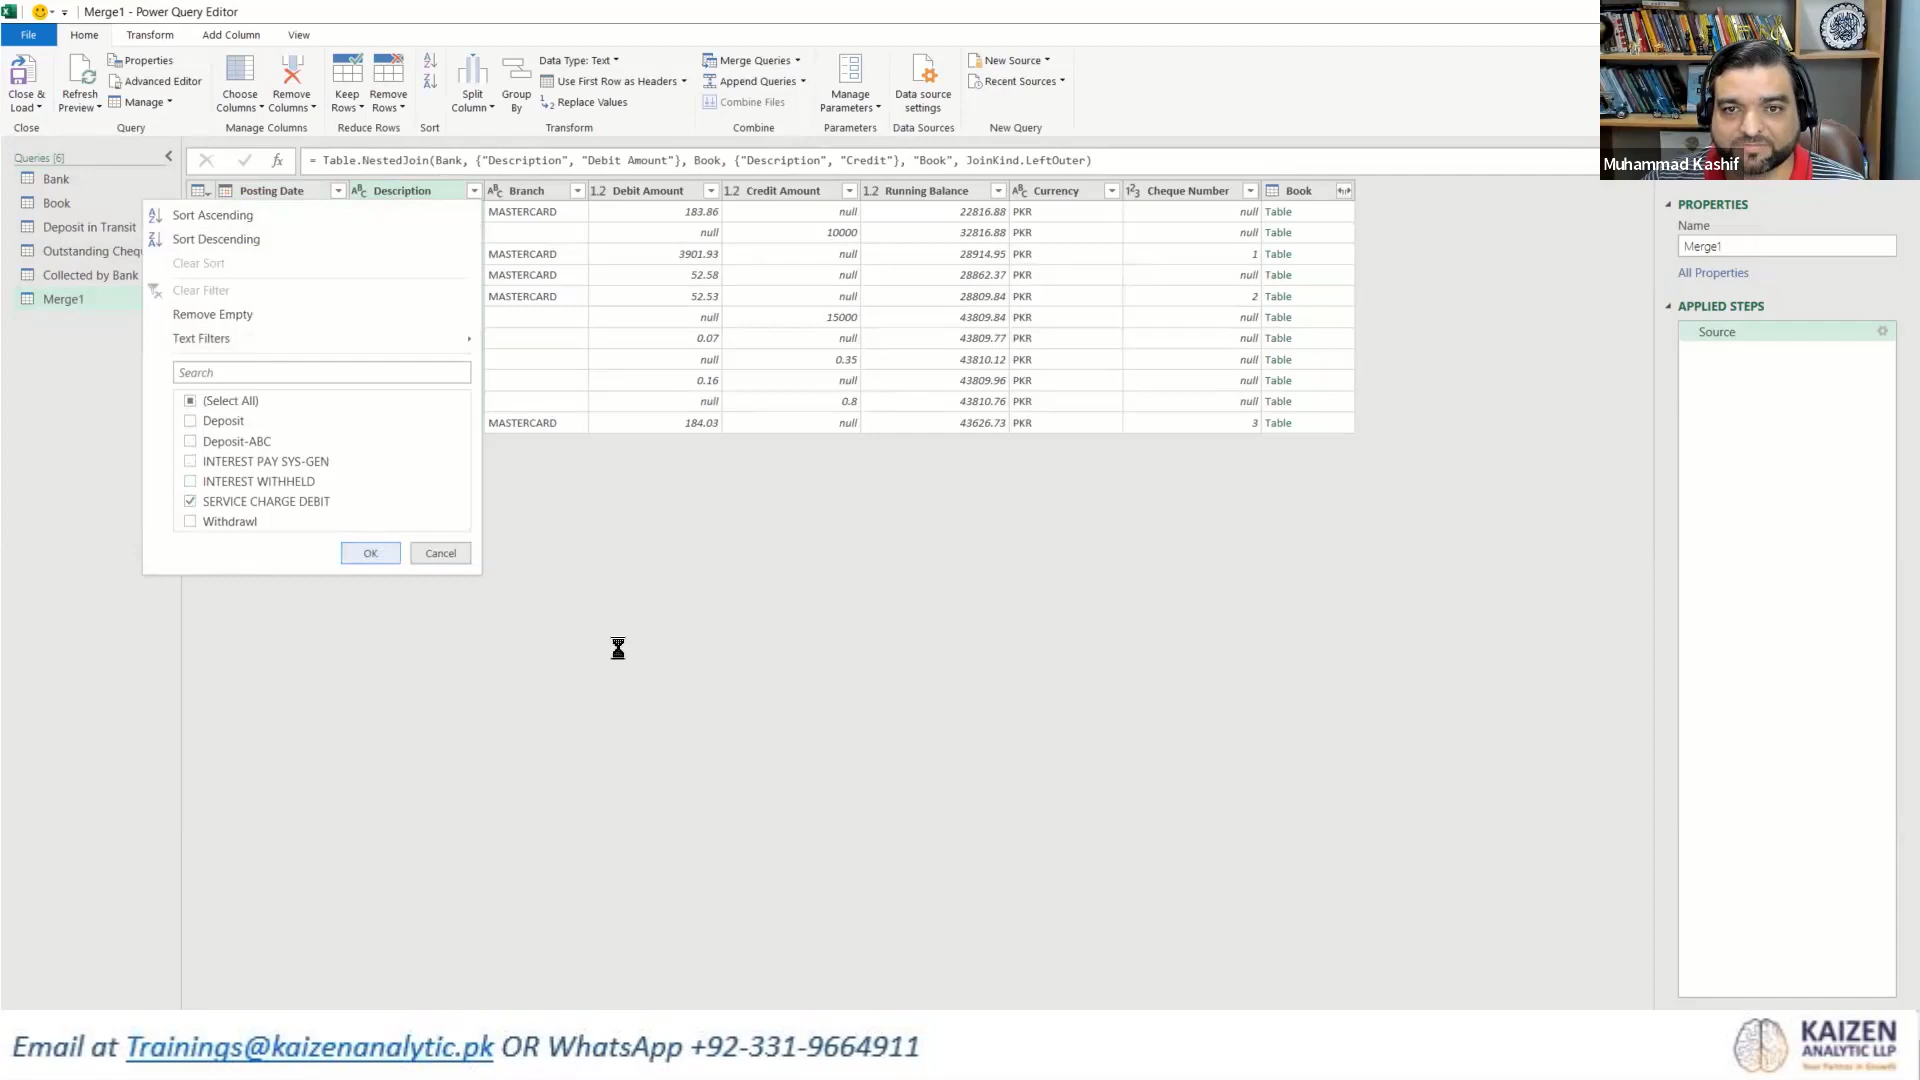 Merge1 - Power Query Editor
File Home Transform Add Column View
Close & Load
Close
Refresh Preview
Properties
Advanced Editor
Manage
Query
Choose Columns
Remove Columns
Manage Columns
Keep Rows
Remove Rows
Reduce Rows
Sort
Split Column
Group By
Data Type: Text
Use First Row as Headers
Replace Values
Transform
Merge Queries
Append Queries
Combine Files
Combine
Manage Parameters
Parameters
Data source settings
Data Sources
New Source
Recent Sources
New Query
Muhammad Kashif
Queries [6]
Bank
Book
Deposit in Transit
Outstanding Cheq
Collected by Bank
Merge1
= Table.NestedJoin(Bank, {"Description", "Debit Amount"}, Book, {"Description", "Credit"}, "Book", JoinKind.LeftOuter)
Posting Date Description Branch Debit Amount Credit Amount Running Balance Currency Cheque Number Book
MASTERCARD 183.86 null 22816.88 PKR null Table
null 10000 32816.88 PKR null Table
MASTERCARD 3901.93 null 28914.95 PKR 1 Table
MASTERCARD 52.58 null 28862.37 PKR null Table
MASTERCARD 52.53 null 28809.84 PKR 2 Table
null 15000 43809.84 PKR null Table
0.07 null 43809.77 PKR null Table
null 0.35 43810.12 PKR null Table
0.16 null 43809.96 PKR null Table
null 0.8 43810.76 PKR null Table
MASTERCARD 184.03 null 43626.73 PKR 3 Table
Sort Ascending
Sort Descending
Clear Sort
Clear Filter
Remove Empty
Text Filters
Search
(Select All)
Deposit
Deposit-ABC
INTEREST PAY SYS-GEN
INTEREST WITHHELD
SERVICE CHARGE DEBIT
Withdrawl
OK Cancel
PROPERTIES
Name
Merge1
All Properties
APPLIED STEPS
Source
Email at Trainings@kaizenanalytic.pk OR WhatsApp +92-331-9664911
KAIZEN
ANALYTIC LLP
Your Partner in Growth